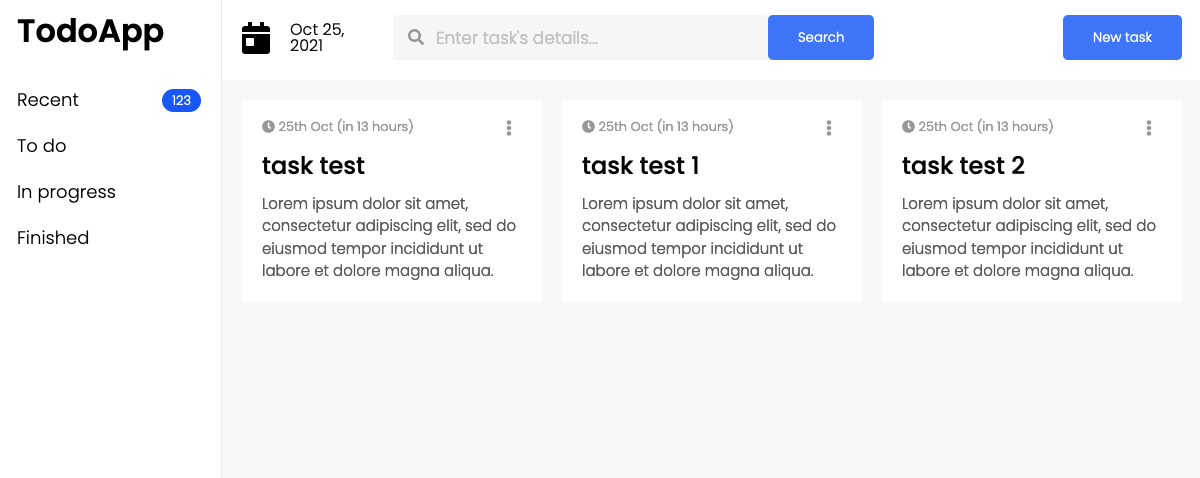 TodoApp
Recent 123
To do
In progress
Finished
Oct 25,
2021
Enter task's details...
Search
New task
25th Oct (in 13 hours)
task test
Lorem ipsum dolor sit amet,
consectetur adipiscing elit, sed do
eiusmod tempor incididunt ut
labore et dolore magna aliqua.
25th Oct (in 13 hours)
task test 1
Lorem ipsum dolor sit amet,
consectetur adipiscing elit, sed do
eiusmod tempor incididunt ut
labore et dolore magna aliqua.
25th Oct (in 13 hours)
task test 2
Lorem ipsum dolor sit amet,
consectetur adipiscing elit, sed do
eiusmod tempor incididunt ut
labore et dolore magna aliqua.